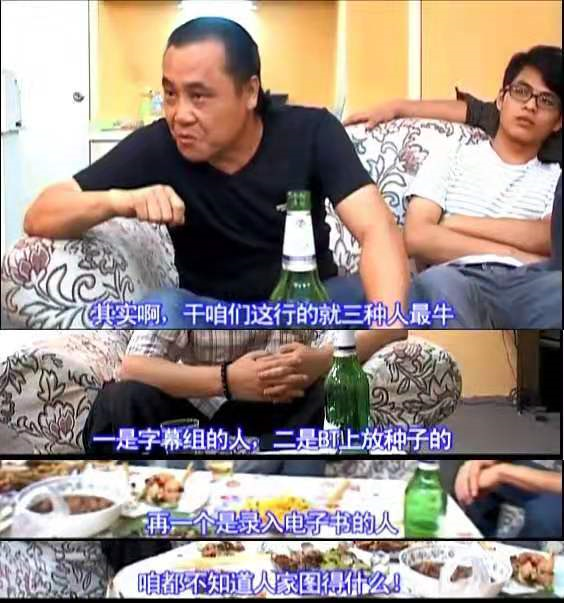 其实啊，干咱们这行的就三种人最牛
一是字幕组的人，二是BT上放种子的
再一个是录入电子书的人
咱都不知道人家图得什么！